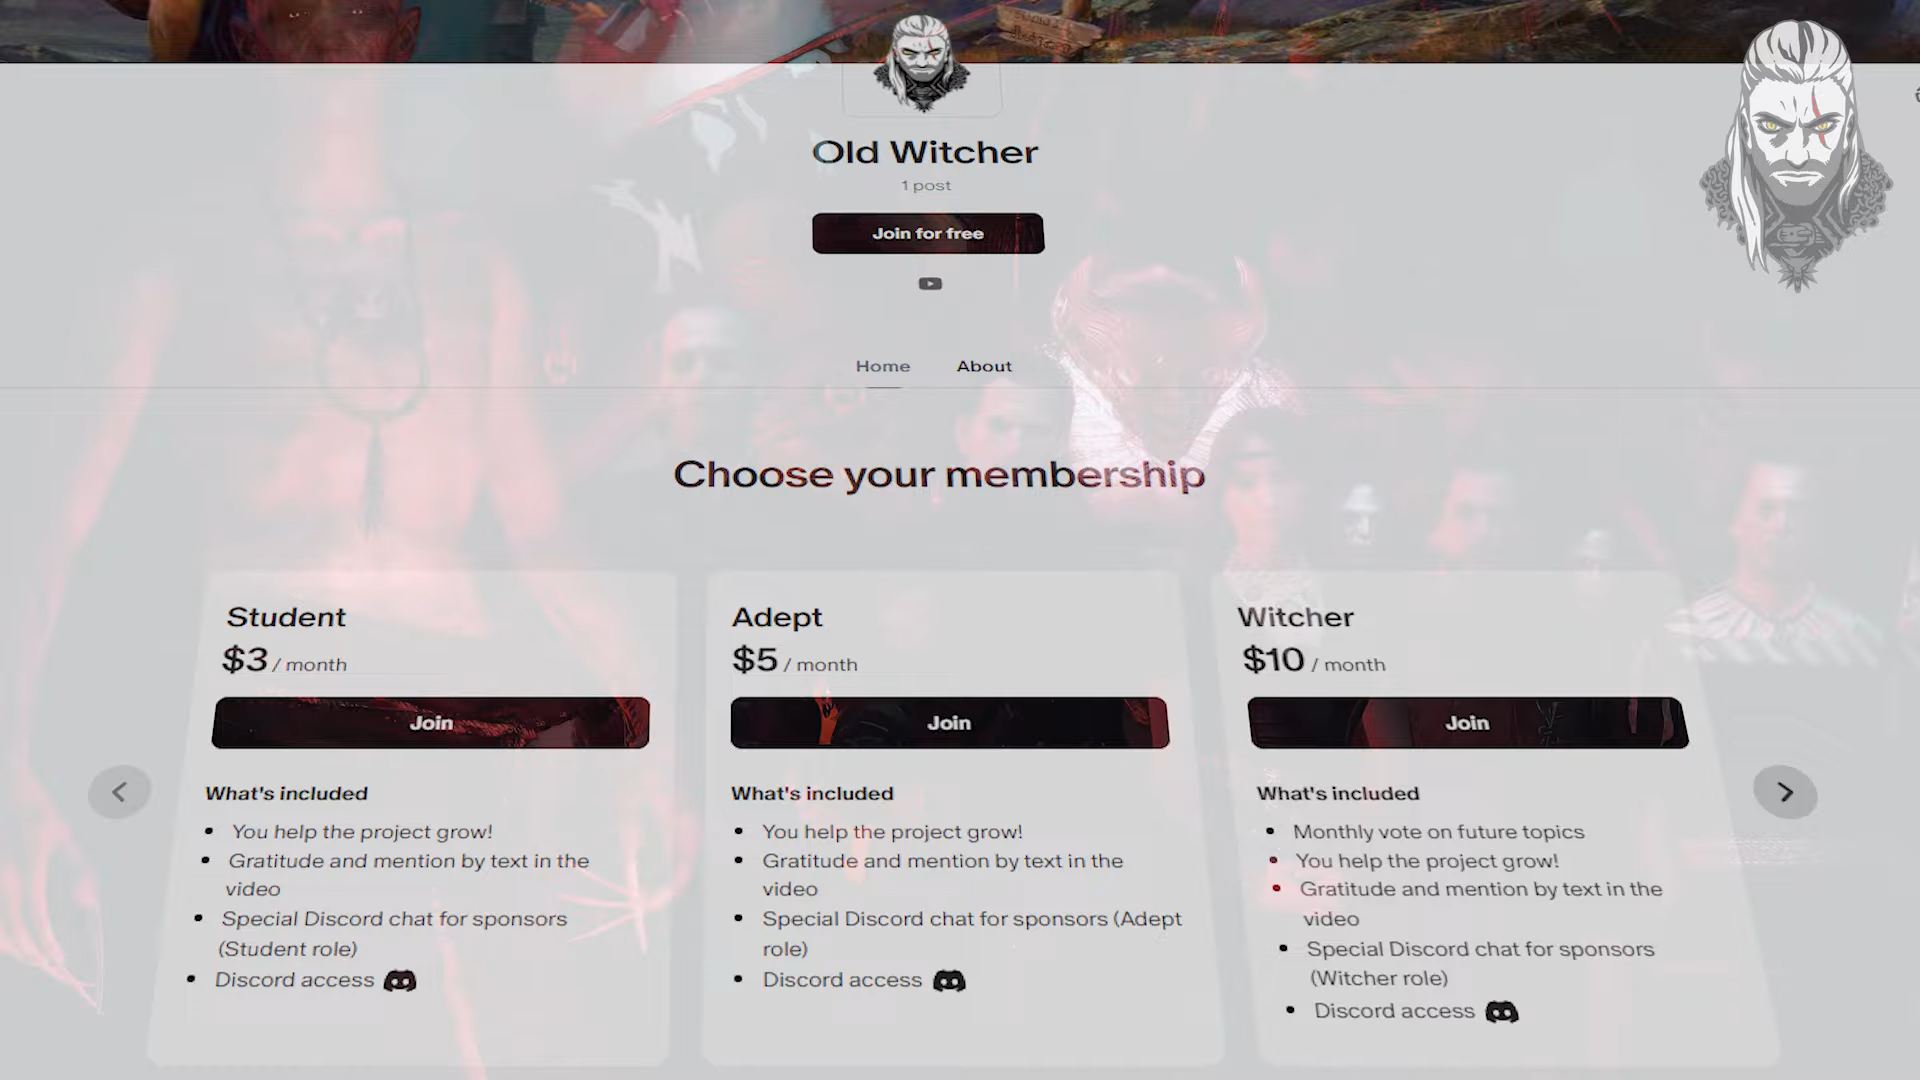 Old Witcher
1 post
Join for free
Home About
Choose your membership
Student
$3 / month
Join
What's included
You help the project grow!
Gratitude and mention by text in the
video
Special Discord chat for sponsors
(Student role)
Discord access
Adept
$5 / month
Join
What's included
You help the project grow!
Gratitude and mention by text in the
video
Special Discord chat for sponsors (Adept
role)
Discord access
Witcher
$10 / month
Join
What's included
Monthly vote on future topics
You help the project grow!
Gratitude and mention by text in the
video
Special Discord chat for sponsors
(Witcher role)
Discord access